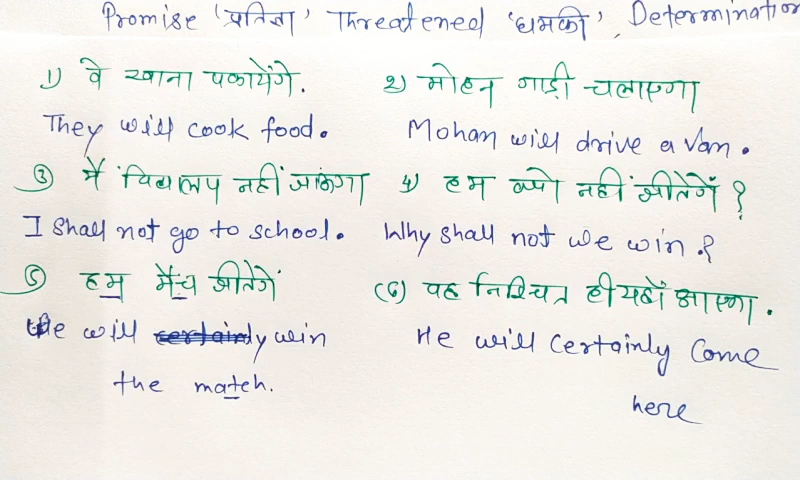 Promise 'प्रतिज्ञा' Threatened 'धमकी', Determination
1) वे खाना पकायेंगे.
2) मोहन गाड़ी चलाएगा
They will cook food.
Mohan will drive a van.
③ मैं विद्यालय नहीं जाऊंगा
4) हम क्यो नहीं जीतेगें ?
I shall not go to school.
Why shall not we win ?
⑤ हम मैच जीतेगें
(6) वह निश्चित ही यहाँ आएगा.
We will win
He will certainly come
the match.
here